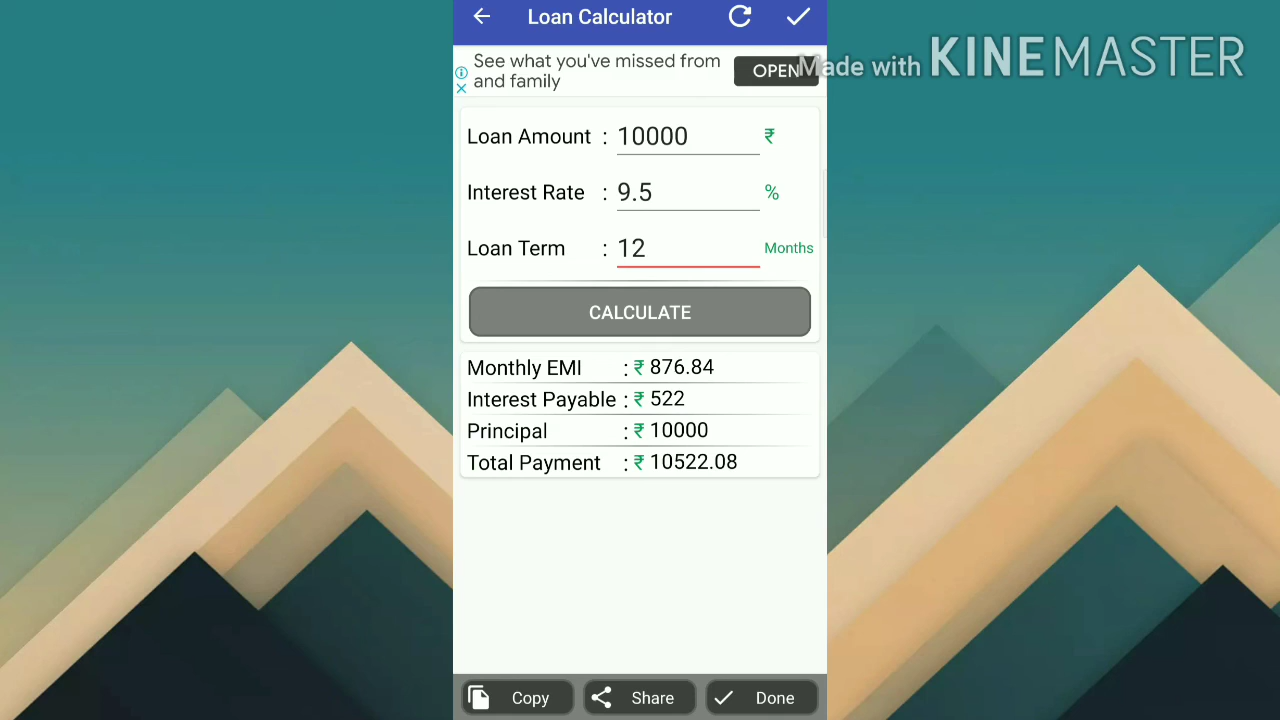 Loan Calculator
See what you've missed from
and family
OPEN
Made with KINEMASTER
Loan Amount : 10000 ₹
Interest Rate : 9.5 %
Loan Term : 12 Months
CALCULATE
Monthly EMI : ₹ 876.84
Interest Payable : ₹ 522
Principal : ₹ 10000
Total Payment : ₹ 10522.08
Copy
Share
Done